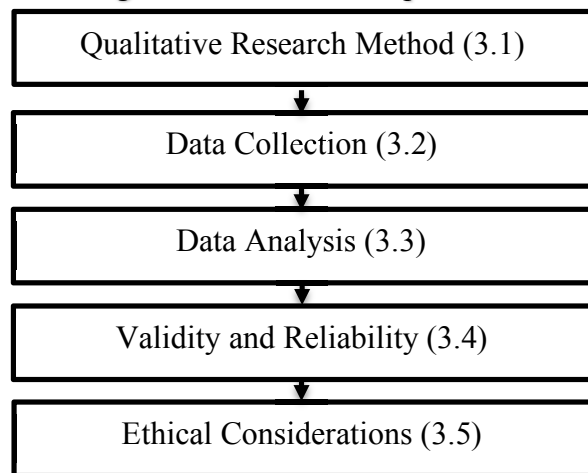 Qualitative Research Method (3.1)
Data Collection (3.2)
Data Analysis (3.3)
Validity and Reliability (3.4)
Ethical Considerations (3.5)